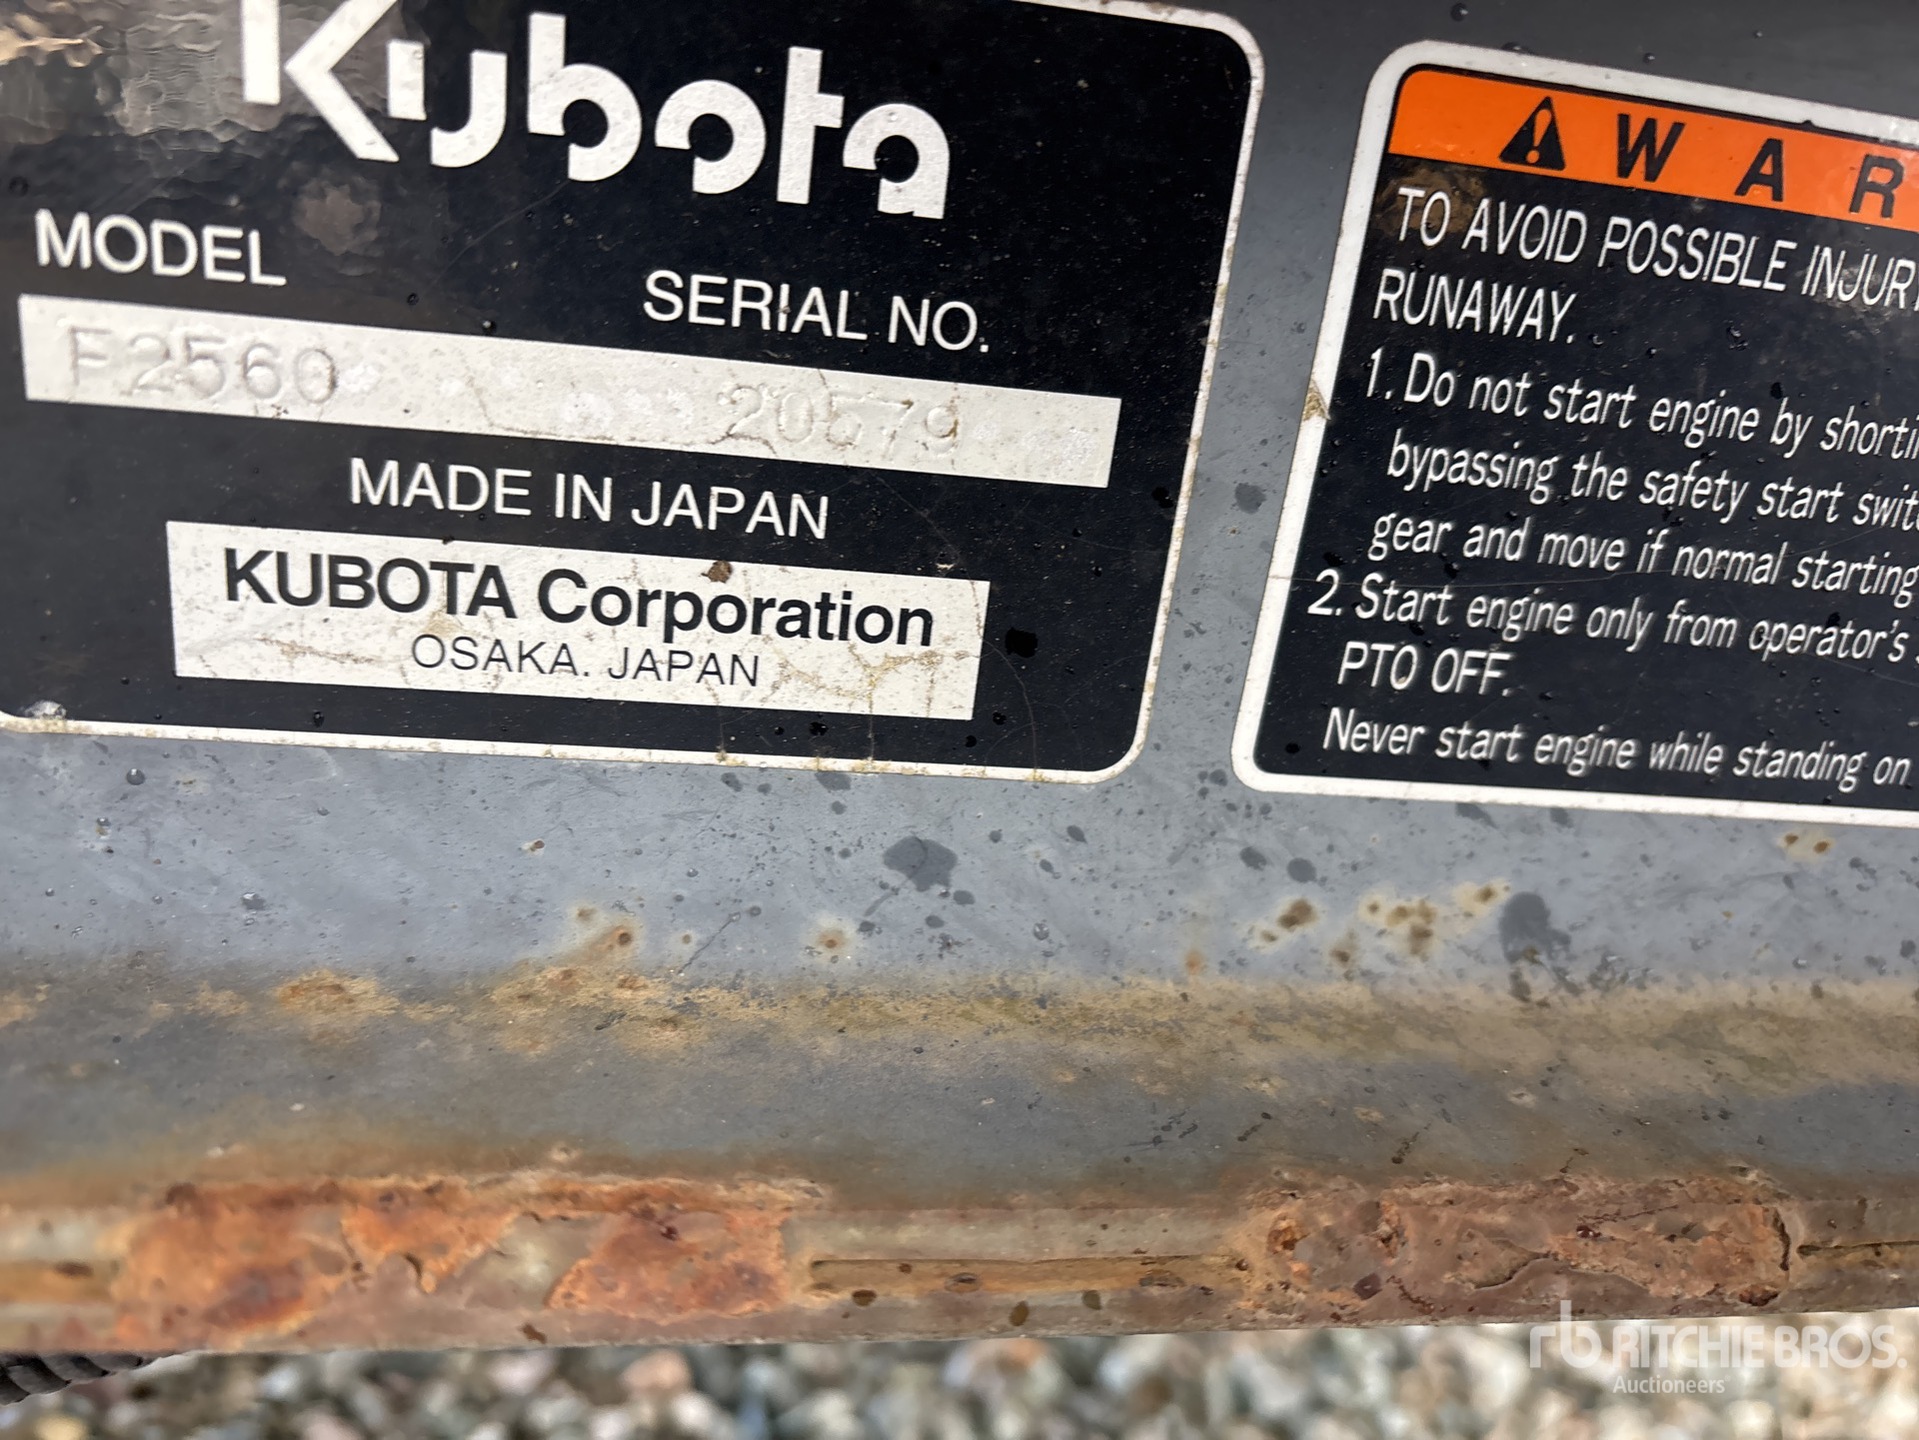 Kubota
MODEL
SERIAL NO.
F2560 20579
MADE IN JAPAN
KUBOTA Corporation
OSAKA. JAPAN
WAR
TO AVOID POSSIBLE INJUR
RUNAWAY.
1. Do not start engine by shorti
bypassing the safety start swit
gear and move if normal starting
2. Start engine only from operator's
PTO OFF.
Never start engine while standing on
rb RITCHIE BROS.
Auctioneers